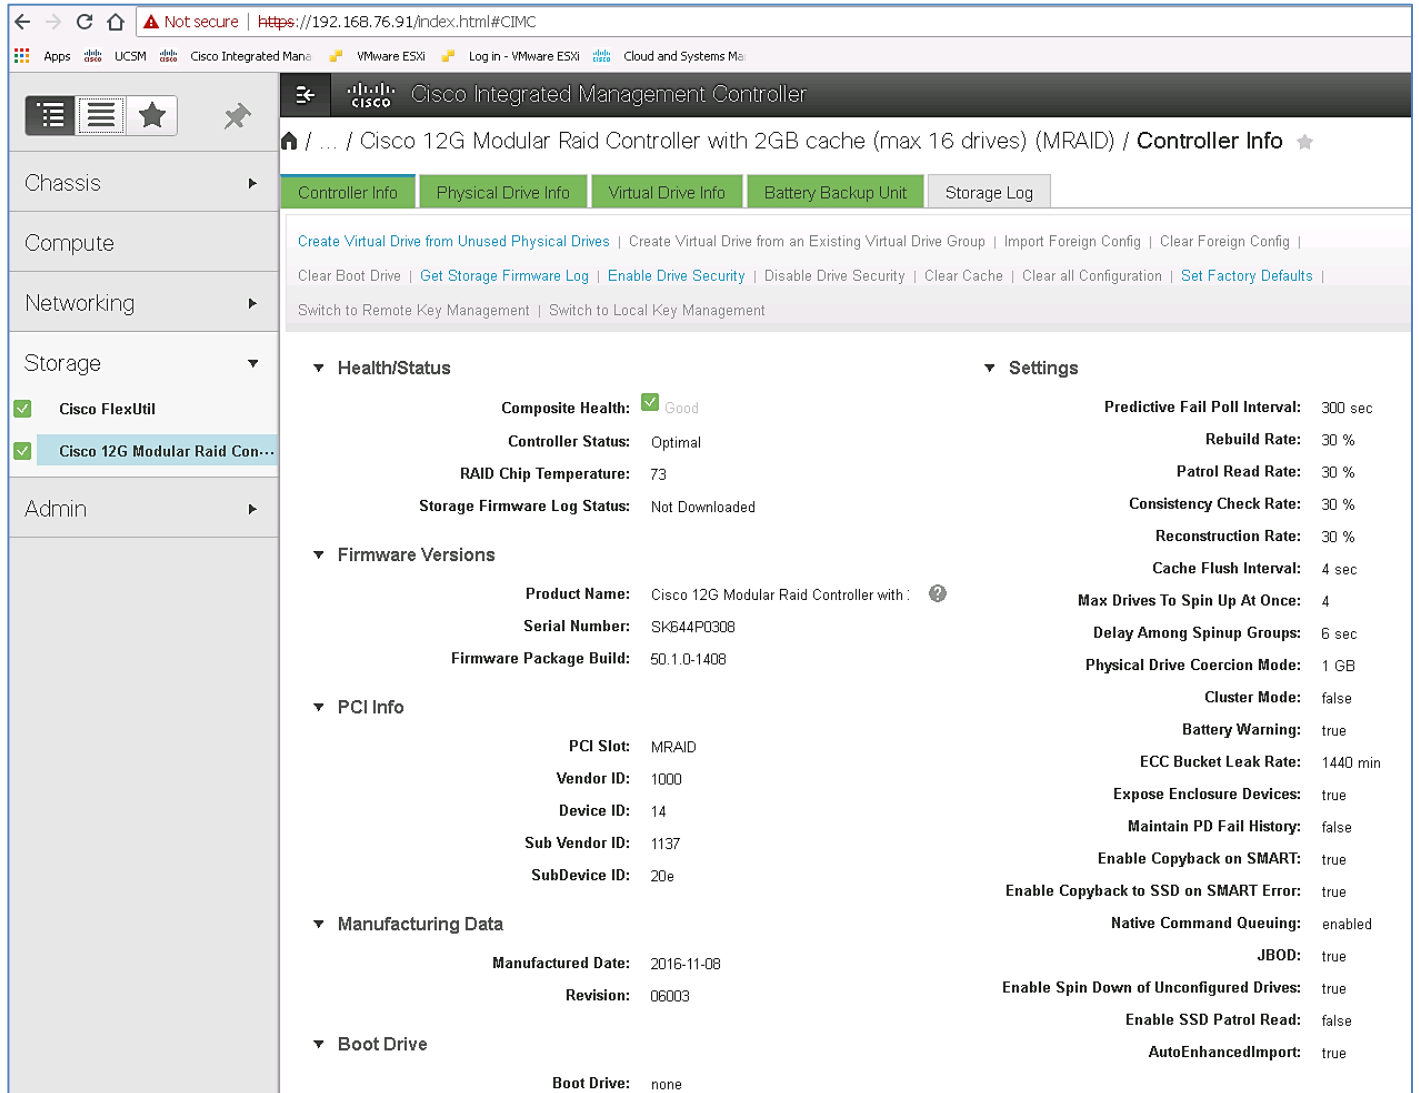 Not secure | https://192.168.76.91/index.html#CIMC
Apps UCSM Cisco Integrated Mana VMware ESXi Log in - VMware ESXi Cloud and Systems Ma
cisco Cisco Integrated Management Controller
/ ... / Cisco 12G Modular Raid Controller with 2GB cache (max 16 drives) (MRAID) / Controller Info
Chassis
Compute
Networking
Storage
Cisco FlexUtil
Cisco 12G Modular Raid Con...
Admin
Controller Info Physical Drive Info Virtual Drive Info Battery Backup Unit Storage Log
Create Virtual Drive from Unused Physical Drives | Create Virtual Drive from an Existing Virtual Drive Group | Import Foreign Config | Clear Foreign Config |
Clear Boot Drive | Get Storage Firmware Log | Enable Drive Security | Disable Drive Security | Clear Cache | Clear all Configuration | Set Factory Defaults |
Switch to Remote Key Management | Switch to Local Key Management
Health/Status
Composite Health: Good
Controller Status: Optimal
RAID Chip Temperature: 73
Storage Firmware Log Status: Not Downloaded
Firmware Versions
Product Name: Cisco 12G Modular Raid Controller with
Serial Number: SK644P0308
Firmware Package Build: 50.1.0-1408
PCI Info
PCI Slot: MRAID
Vendor ID: 1000
Device ID: 14
Sub Vendor ID: 1137
SubDevice ID: 20e
Manufacturing Data
Manufactured Date: 2016-11-08
Revision: 06003
Boot Drive
Boot Drive: none
Settings
Predictive Fail Poll Interval: 300 sec
Rebuild Rate: 30 %
Patrol Read Rate: 30 %
Consistency Check Rate: 30 %
Reconstruction Rate: 30 %
Cache Flush Interval: 4 sec
Max Drives To Spin Up At Once: 4
Delay Among Spinup Groups: 6 sec
Physical Drive Coercion Mode: 1 GB
Cluster Mode: false
Battery Warning: true
ECC Bucket Leak Rate: 1440 min
Expose Enclosure Devices: true
Maintain PD Fail History: false
Enable Copyback on SMART: true
Enable Copyback to SSD on SMART Error: true
Native Command Queuing: enabled
JBOD: true
Enable Spin Down of Unconfigured Drives: true
Enable SSD Patrol Read: false
AutoEnhancedImport: true